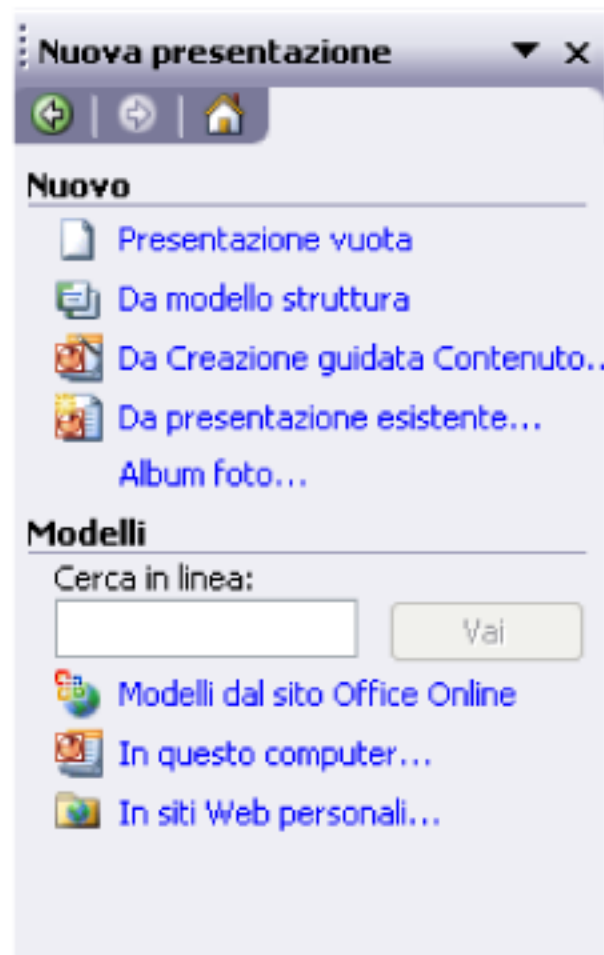 Nuova presentazione
Nuovo
Presentazione vuota
Da modello struttura
Da Creazione guidata Contenuto..
Da presentazione esistente...
Album foto...
Modelli
Cerca in linea:
Vai
Modelli dal sito Office Online
In questo computer...
In siti Web personali...